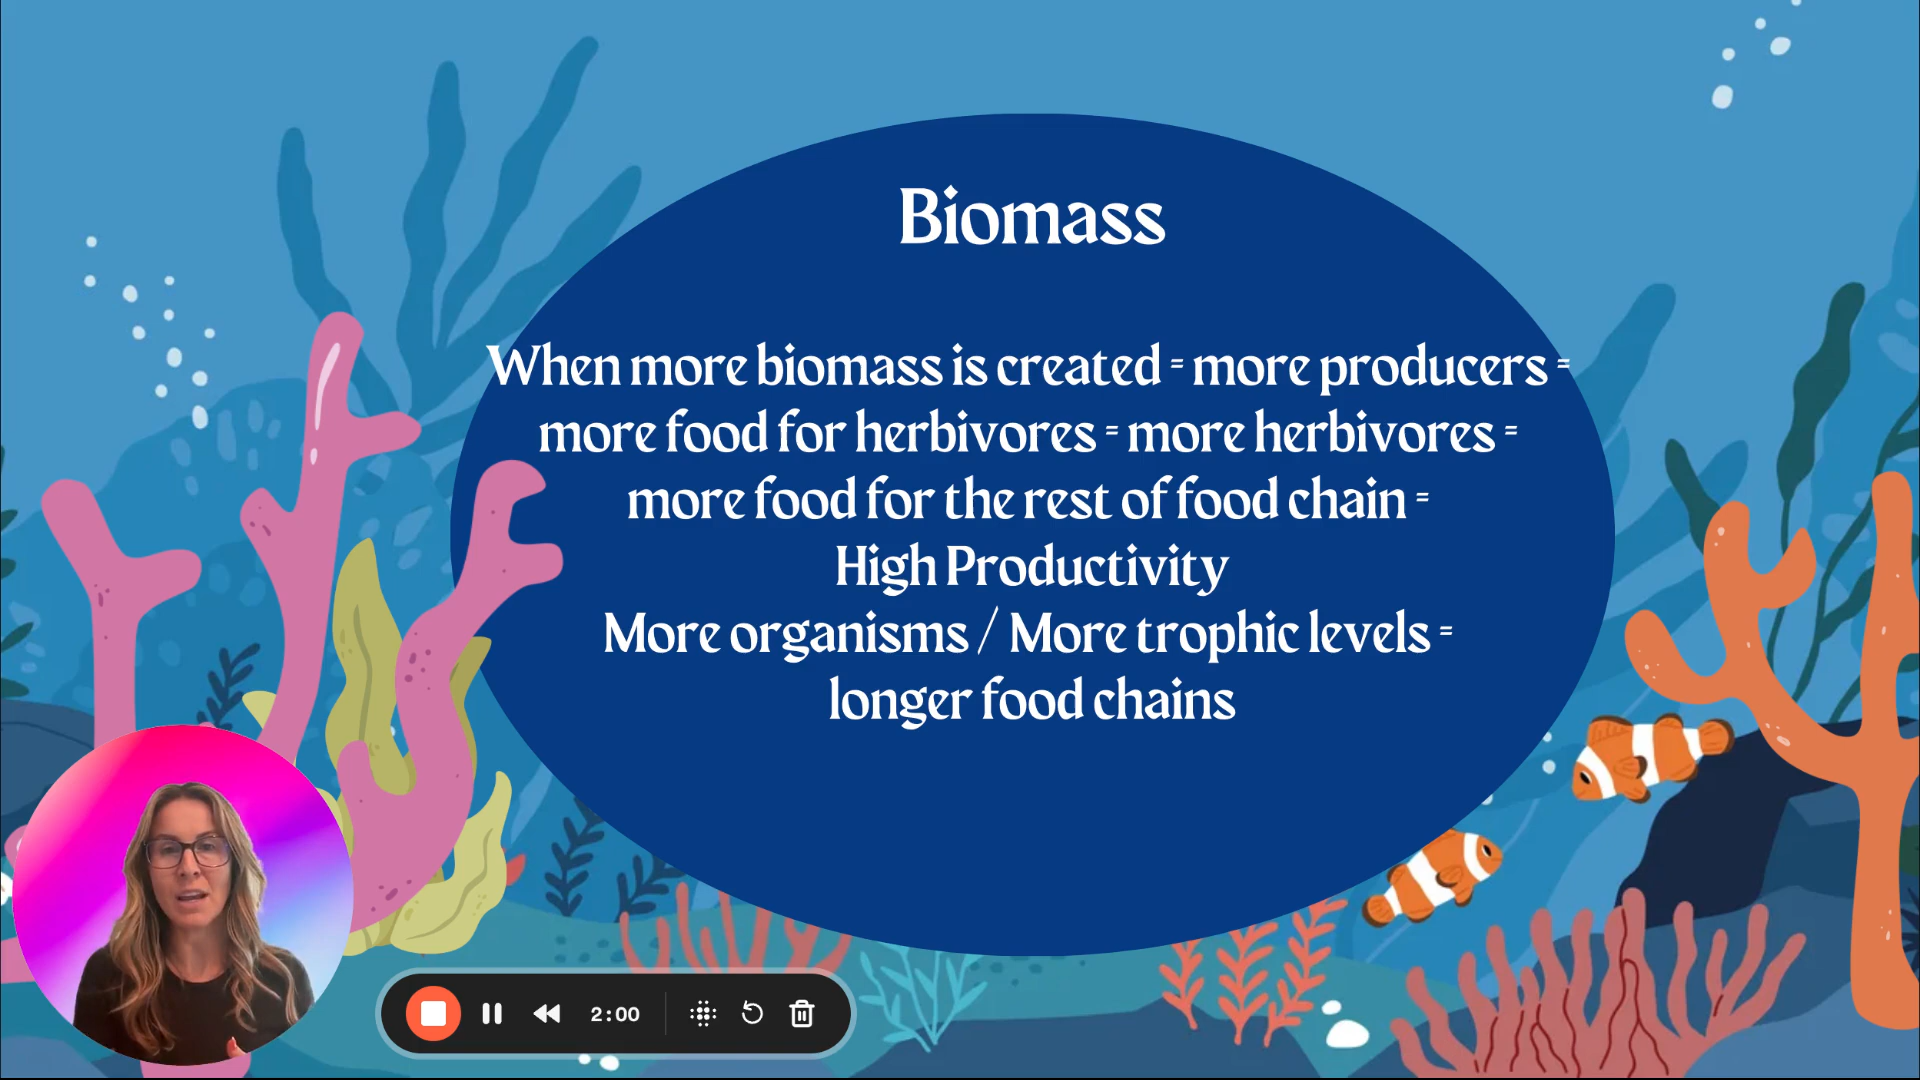 Biomass
When more biomass is created = more producers =
more food for herbivores = more herbivores =
more food for the rest of food chain =
High Productivity
More organisms / More trophic levels =
longer food chains
2:00